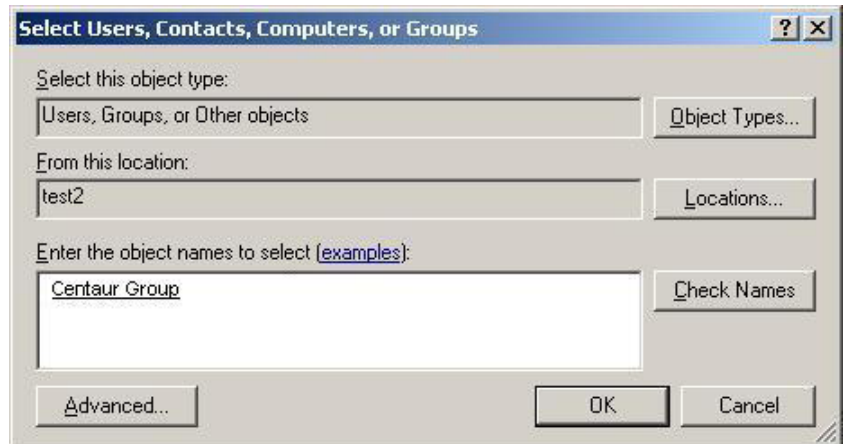 Select Users, Contacts, Computers, or Groups
Select this object type:
Users, Groups, or Other objects
Object Types...
From this location:
test2
Locations...
Enter the object names to select (examples):
Centaur Group
Check Names
Advanced...
OK
Cancel